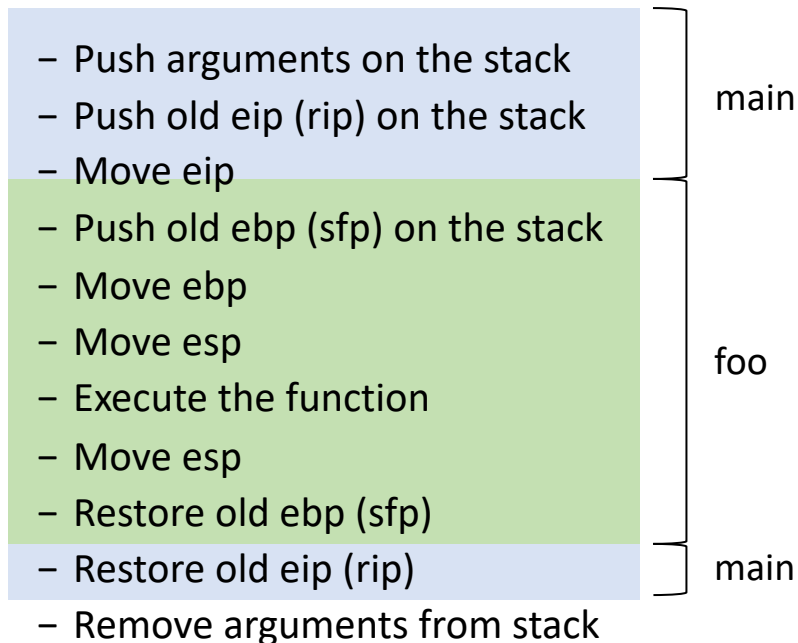 – Push arguments on the stack
– Push old eip (rip) on the stack
main
– Move eip
– Push old ebp (sfp) on the stack
– Move ebp
– Move esp
foo
– Execute the function
– Move esp
– Restore old ebp (sfp)
– Restore old eip (rip)
main
– Remove arguments from stack